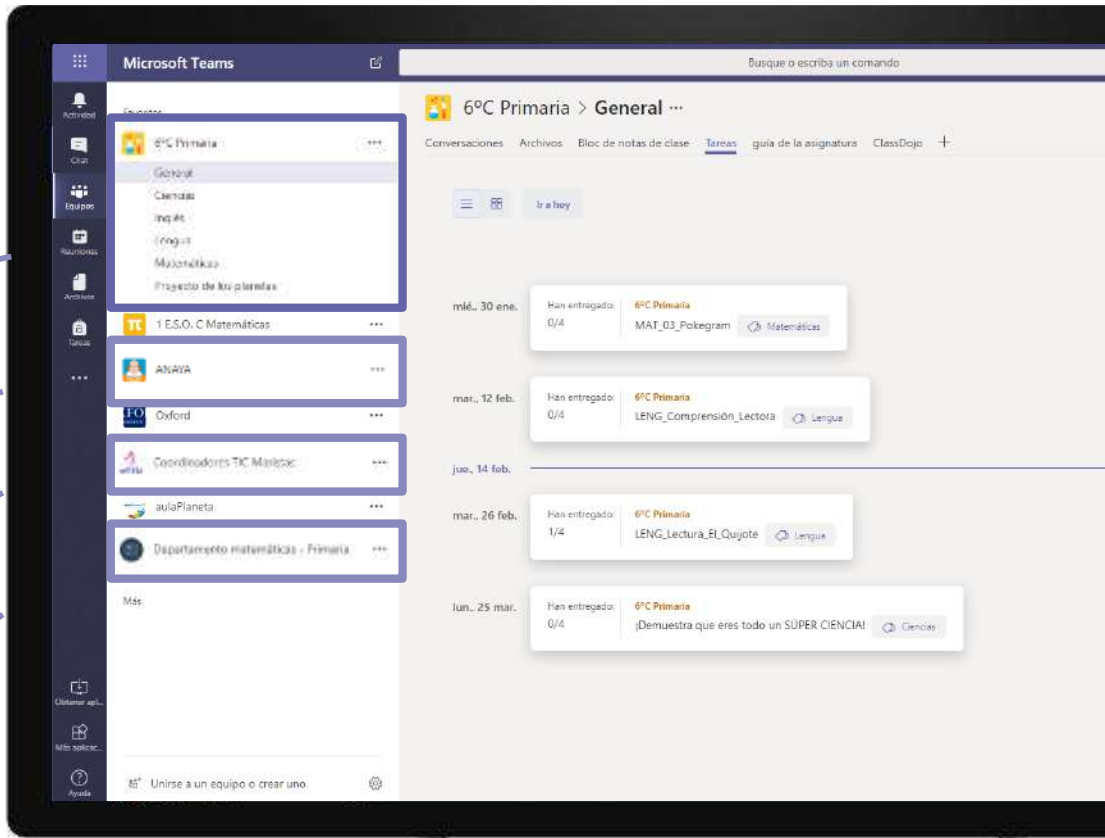 Microsoft Teams
Busque o escriba un comando
Actividad
Chat
Equipos
Reuniones
Archivos
Tareas
Obtener apl...
Más aplicac...
Ayuda
Favoritos
6ºC Primaria
General
Ciencias
Inglés
Lengua
Matemáticas
Proyecto de los planetas
1 E.S.O. C Matemáticas
ANAYA
Oxford
Coordinadores TIC Maristas
aulaPlaneta
Departamento matemáticas - Primaria
Más
Unirse a un equipo o crear uno
6ºC Primaria > General ...
Conversaciones Archivos Bloc de notas de clase Tareas guía de la asignatura ClassDojo +
Ir a hoy
mié., 30 ene.
Han entregado:
0/4
6ºC Primaria
MAT_03_Pokegram Matemáticas
mar., 12 feb.
Han entregado:
0/4
6ºC Primaria
LENG_Comprensión_Lectora Lengua
jue., 14 feb.
mar., 26 feb.
Han entregado:
1/4
6ºC Primaria
LENG_Lectura_El_Quijote Lengua
lun., 25 mar.
Han entregado:
0/4
6ºC Primaria
¡Demuestra que eres todo un SÚPER CIENCIA! Ciencias